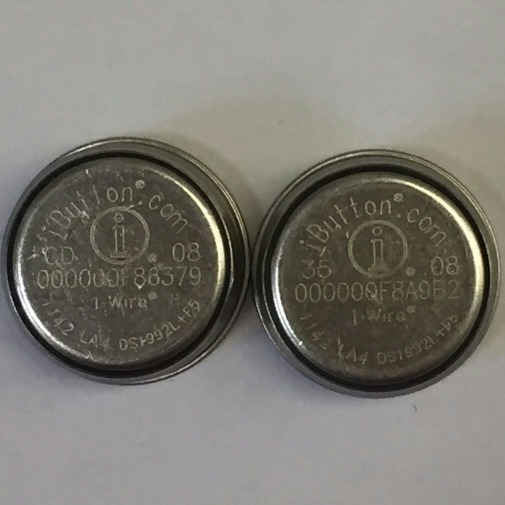 iButton.com®
i
CD 08
000000F86379
1-Wire®
1142 LA4 DS1992L+F5
iButton.com®
i
35 08
000000F8A9B2
1-Wire®
1142 LA4 DS1992L+F5